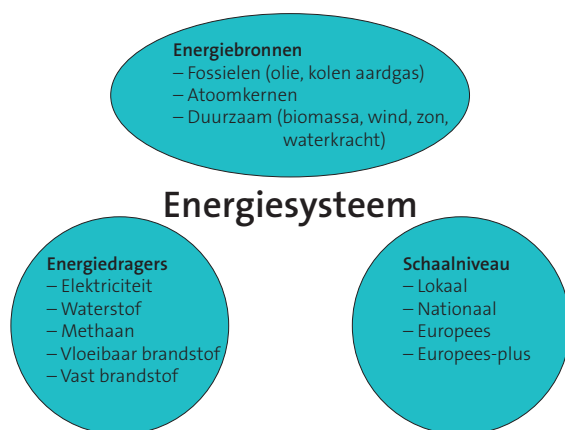 Energiebronnen
– Fossielen (olie, kolen aardgas)
– Atoomkernen
– Duurzaam (biomassa, wind, zon,
waterkracht)
Energiesysteem
Energiedragers
– Elektriciteit
– Waterstof
– Methaan
– Vloeibaar brandstof
– Vast brandstof
Schaalniveau
– Lokaal
– Nationaal
– Europees
– Europees-plus